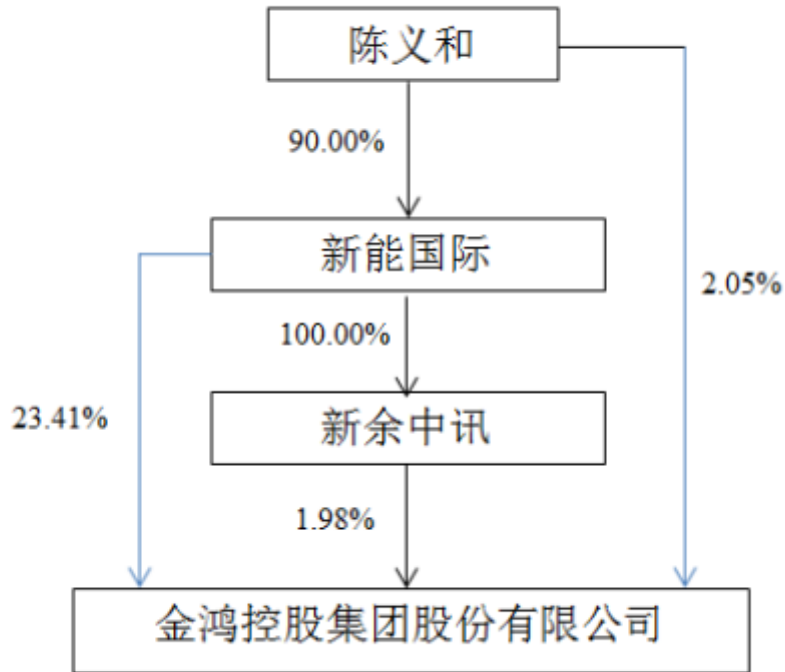 陈义和
90.00%
新能国际
2.05%
100.00%
23.41%
新余中讯
1.98%
金鸿控股集团股份有限公司